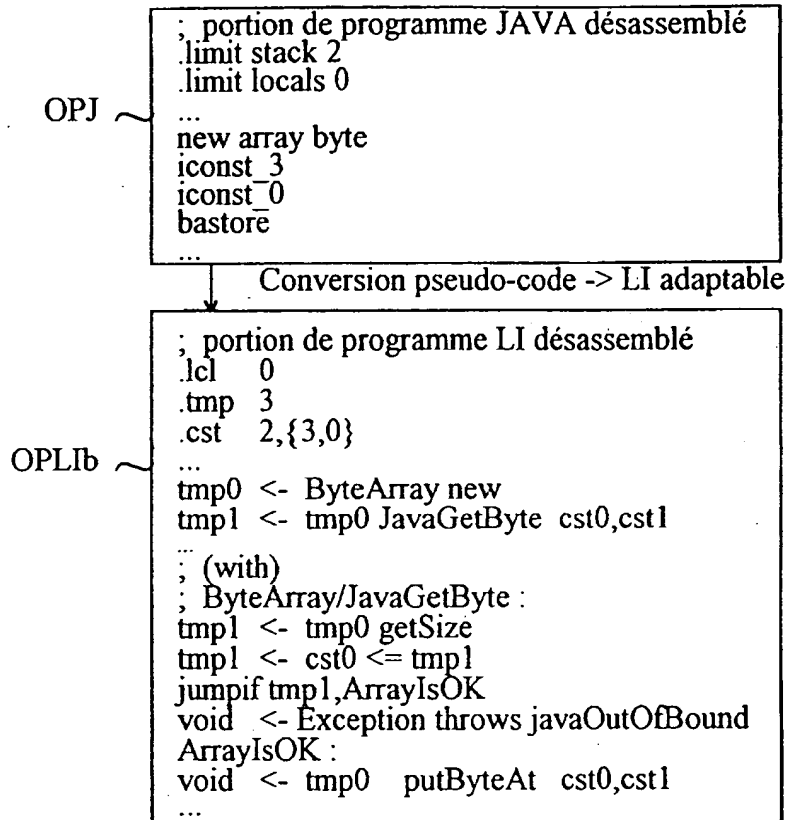 ; portion de programme JAVA désassemblé
.limit stack 2
.limit locals 0
OPJ
...
new array byte
iconst_3
iconst_0
bastore
...
Conversion pseudo-code -> LI adaptable
; portion de programme LI désassemblé
.lcl 0
.tmp 3
.cst 2,{3,0}
OPLIb
...
tmp0 <- ByteArray new
tmp1 <- tmp0 JavaGetByte cst0,cst1
...
; (with)
; ByteArray/JavaGetByte :
tmp1 <- tmp0 getSize
tmp1 <- cst0 <= tmp1
jumpif tmp1,ArrayIsOK
void <- Exception throws javaOutOfBound
ArrayIsOK :
void <- tmp0 putByteAt cst0,cst1
...